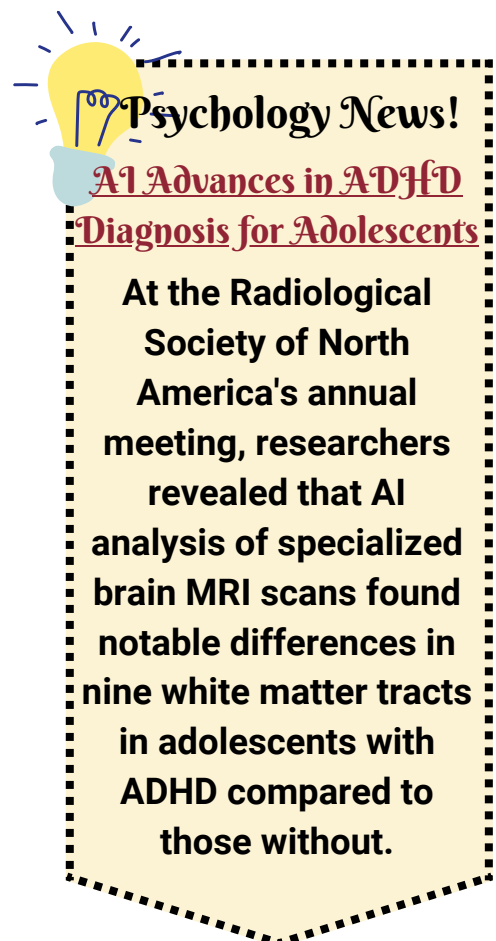 Psychology News!
AI Advances in ADHD
Diagnosis for Adolescents
At the Radiological
Society of North
America's annual
meeting, researchers
revealed that AI
analysis of specialized
brain MRI scans found
notable differences in
nine white matter tracts
in adolescents with
ADHD compared to
those without.